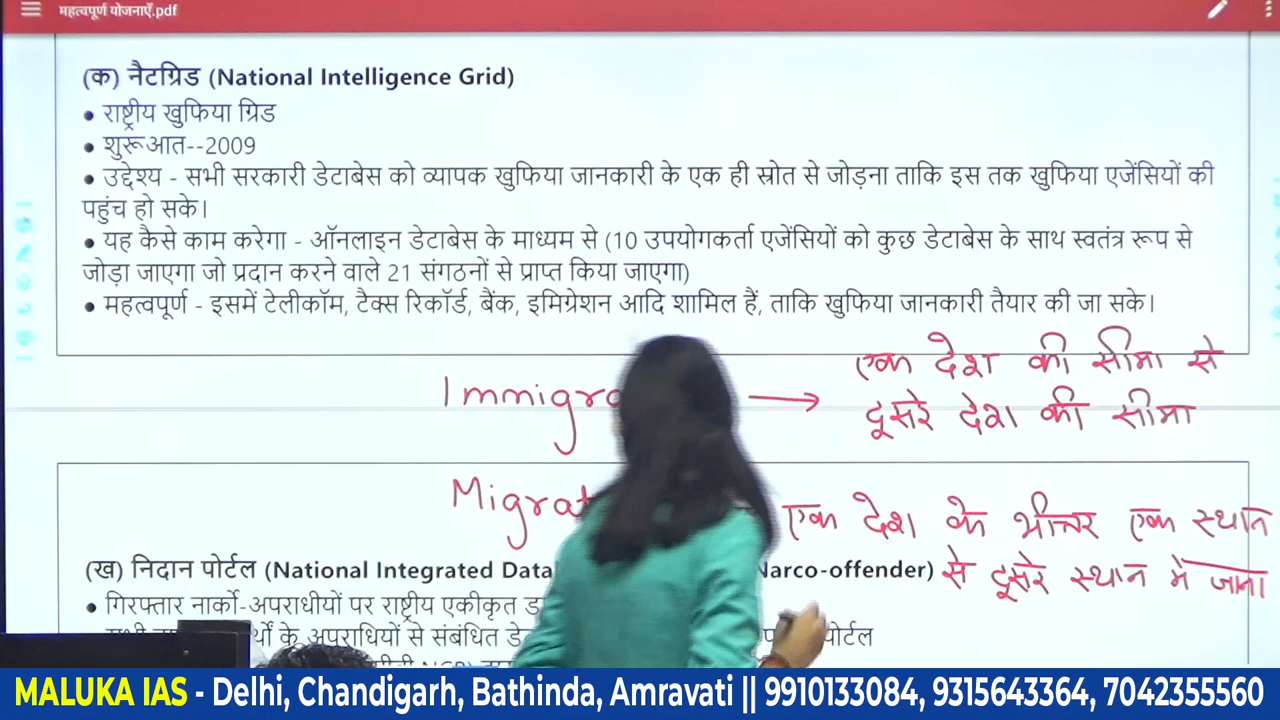 महत्वपूर्ण योजनाएँ.pdf
(क) नैटग्रिड (National Intelligence Grid)
● राष्ट्रीय खुफिया ग्रिड
● शुरूआत--2009
● उद्देश्य - सभी सरकारी डेटाबेस को व्यापक खुफिया जानकारी के एक ही स्रोत से जोड़ना ताकि इस तक खुफिया एजेंसियों की
पहुंच हो सके।
● यह कैसे काम करेगा - ऑनलाइन डेटाबेस के माध्यम से (10 उपयोगकर्ता एजेंसियों को कुछ डेटाबेस के साथ स्वतंत्र रूप से
जोड़ा जाएगा जो प्रदान करने वाले 21 संगठनों से प्राप्त किया जाएगा)
● महत्वपूर्ण - इसमें टेलीकॉम, टैक्स रिकॉर्ड, बैंक, इमिग्रेशन आदि शामिल हैं, ताकि खुफिया जानकारी तैयार की जा सके।
Immigra → एक देश की सीमा से
दूसरे देश की सीमा
Migrat एक देश के भीतर एक स्थान
से दूसरे स्थान में जाना
(ख) निदान पोर्टल (National Integrated Data Narco-offender)
● गिरफ्तार नार्को-अपराधीयों पर राष्ट्रीय एकीकृत
के अपराधियों से संबंधित पोर्टल
MALUKA IAS - Delhi, Chandigarh, Bathinda, Amravati || 9910133084, 9315643364, 7042355560